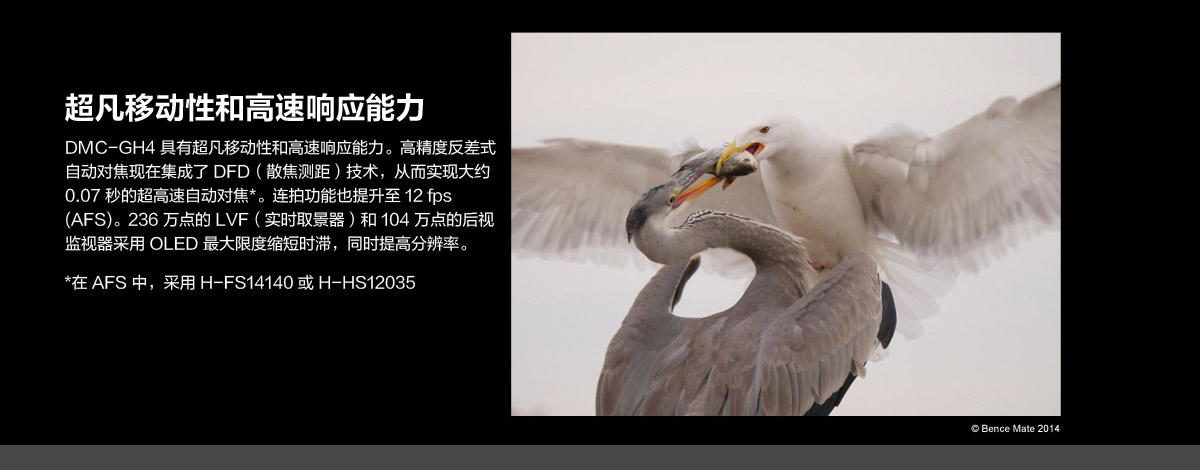 超凡移动性和高速响应能力
DMC-GH4 具有超凡移动性和高速响应能力。高精度反差式
自动对焦现在集成了 DFD（散焦测距）技术，从而实现大约
0.07 秒的超高速自动对焦*。连拍功能也提升至 12 fps
(AFS)。236 万点的 LVF（实时取景器）和 104 万点的后视
监视器采用 OLED 最大限度缩短时滞，同时提高分辨率。
*在 AFS 中，采用 H-FS14140 或 H-HS12035
© Bence Mate 2014